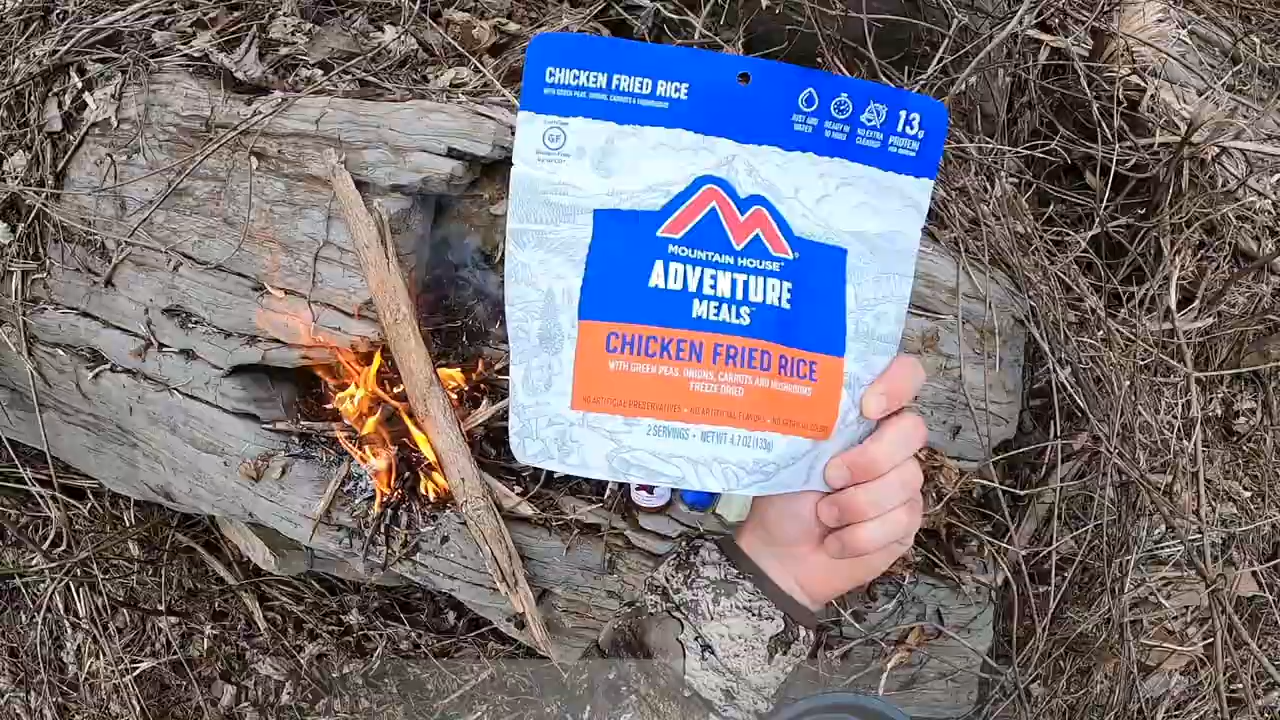 CHICKEN FRIED RICE
WITH GREEN PEAS, ONIONS, CARROTS & MUSHROOMS
JUST ADD
WATER
READY IN
10 MINS
NO EXTRA
CLEANUP
13g
PROTEIN
GF
MOUNTAIN HOUSE®
ADVENTURE
MEALS™
CHICKEN FRIED RICE
WITH GREEN PEAS, ONIONS, CARROTS AND MUSHROOMS
FREEZE DRIED
NO ARTIFICIAL PRESERVATIVES • NO ARTIFICIAL FLAVORS • NO ARTIFICIAL COLORS
2 SERVINGS • NET WT 4.7 OZ (133g)